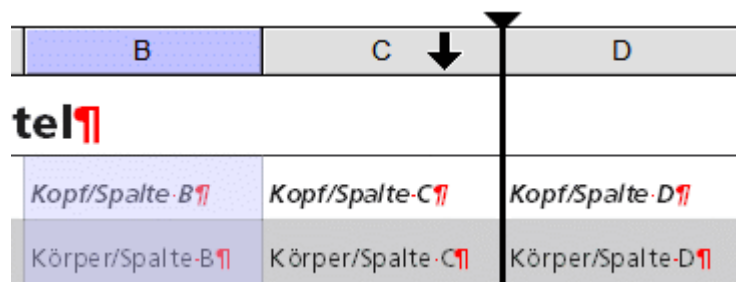 B C D
tel¶
Kopf/Spalte·B¶ Kopf/Spalte·C¶ Kopf/Spalte·D¶
Körper/Spalte·B¶ Körper/Spalte·C¶ Körper/Spalte·D¶